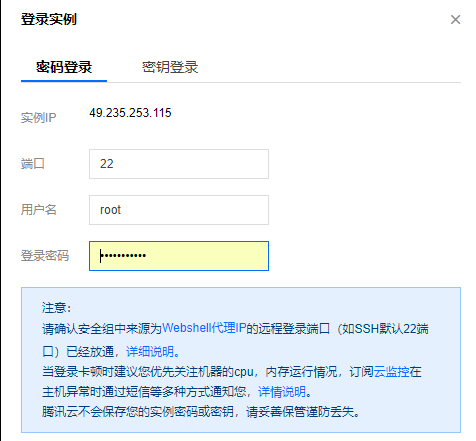 登录实例
密码登录 密钥登录
实例IP 49.235.253.115
端口 22
用户名 root
登录密码 •••••••••••
注意：
请确认安全组中来源为Webshell代理IP的远程登录端口（如SSH默认22端
口）已经放通，详细说明。
当登录卡顿时建议您优先关注机器的cpu，内存运行情况，订阅云监控在
主机异常时通过短信等多种方式通知您，详情说明。
腾讯云不会保存您的实例密码或密钥，请妥善保管谨防丢失。